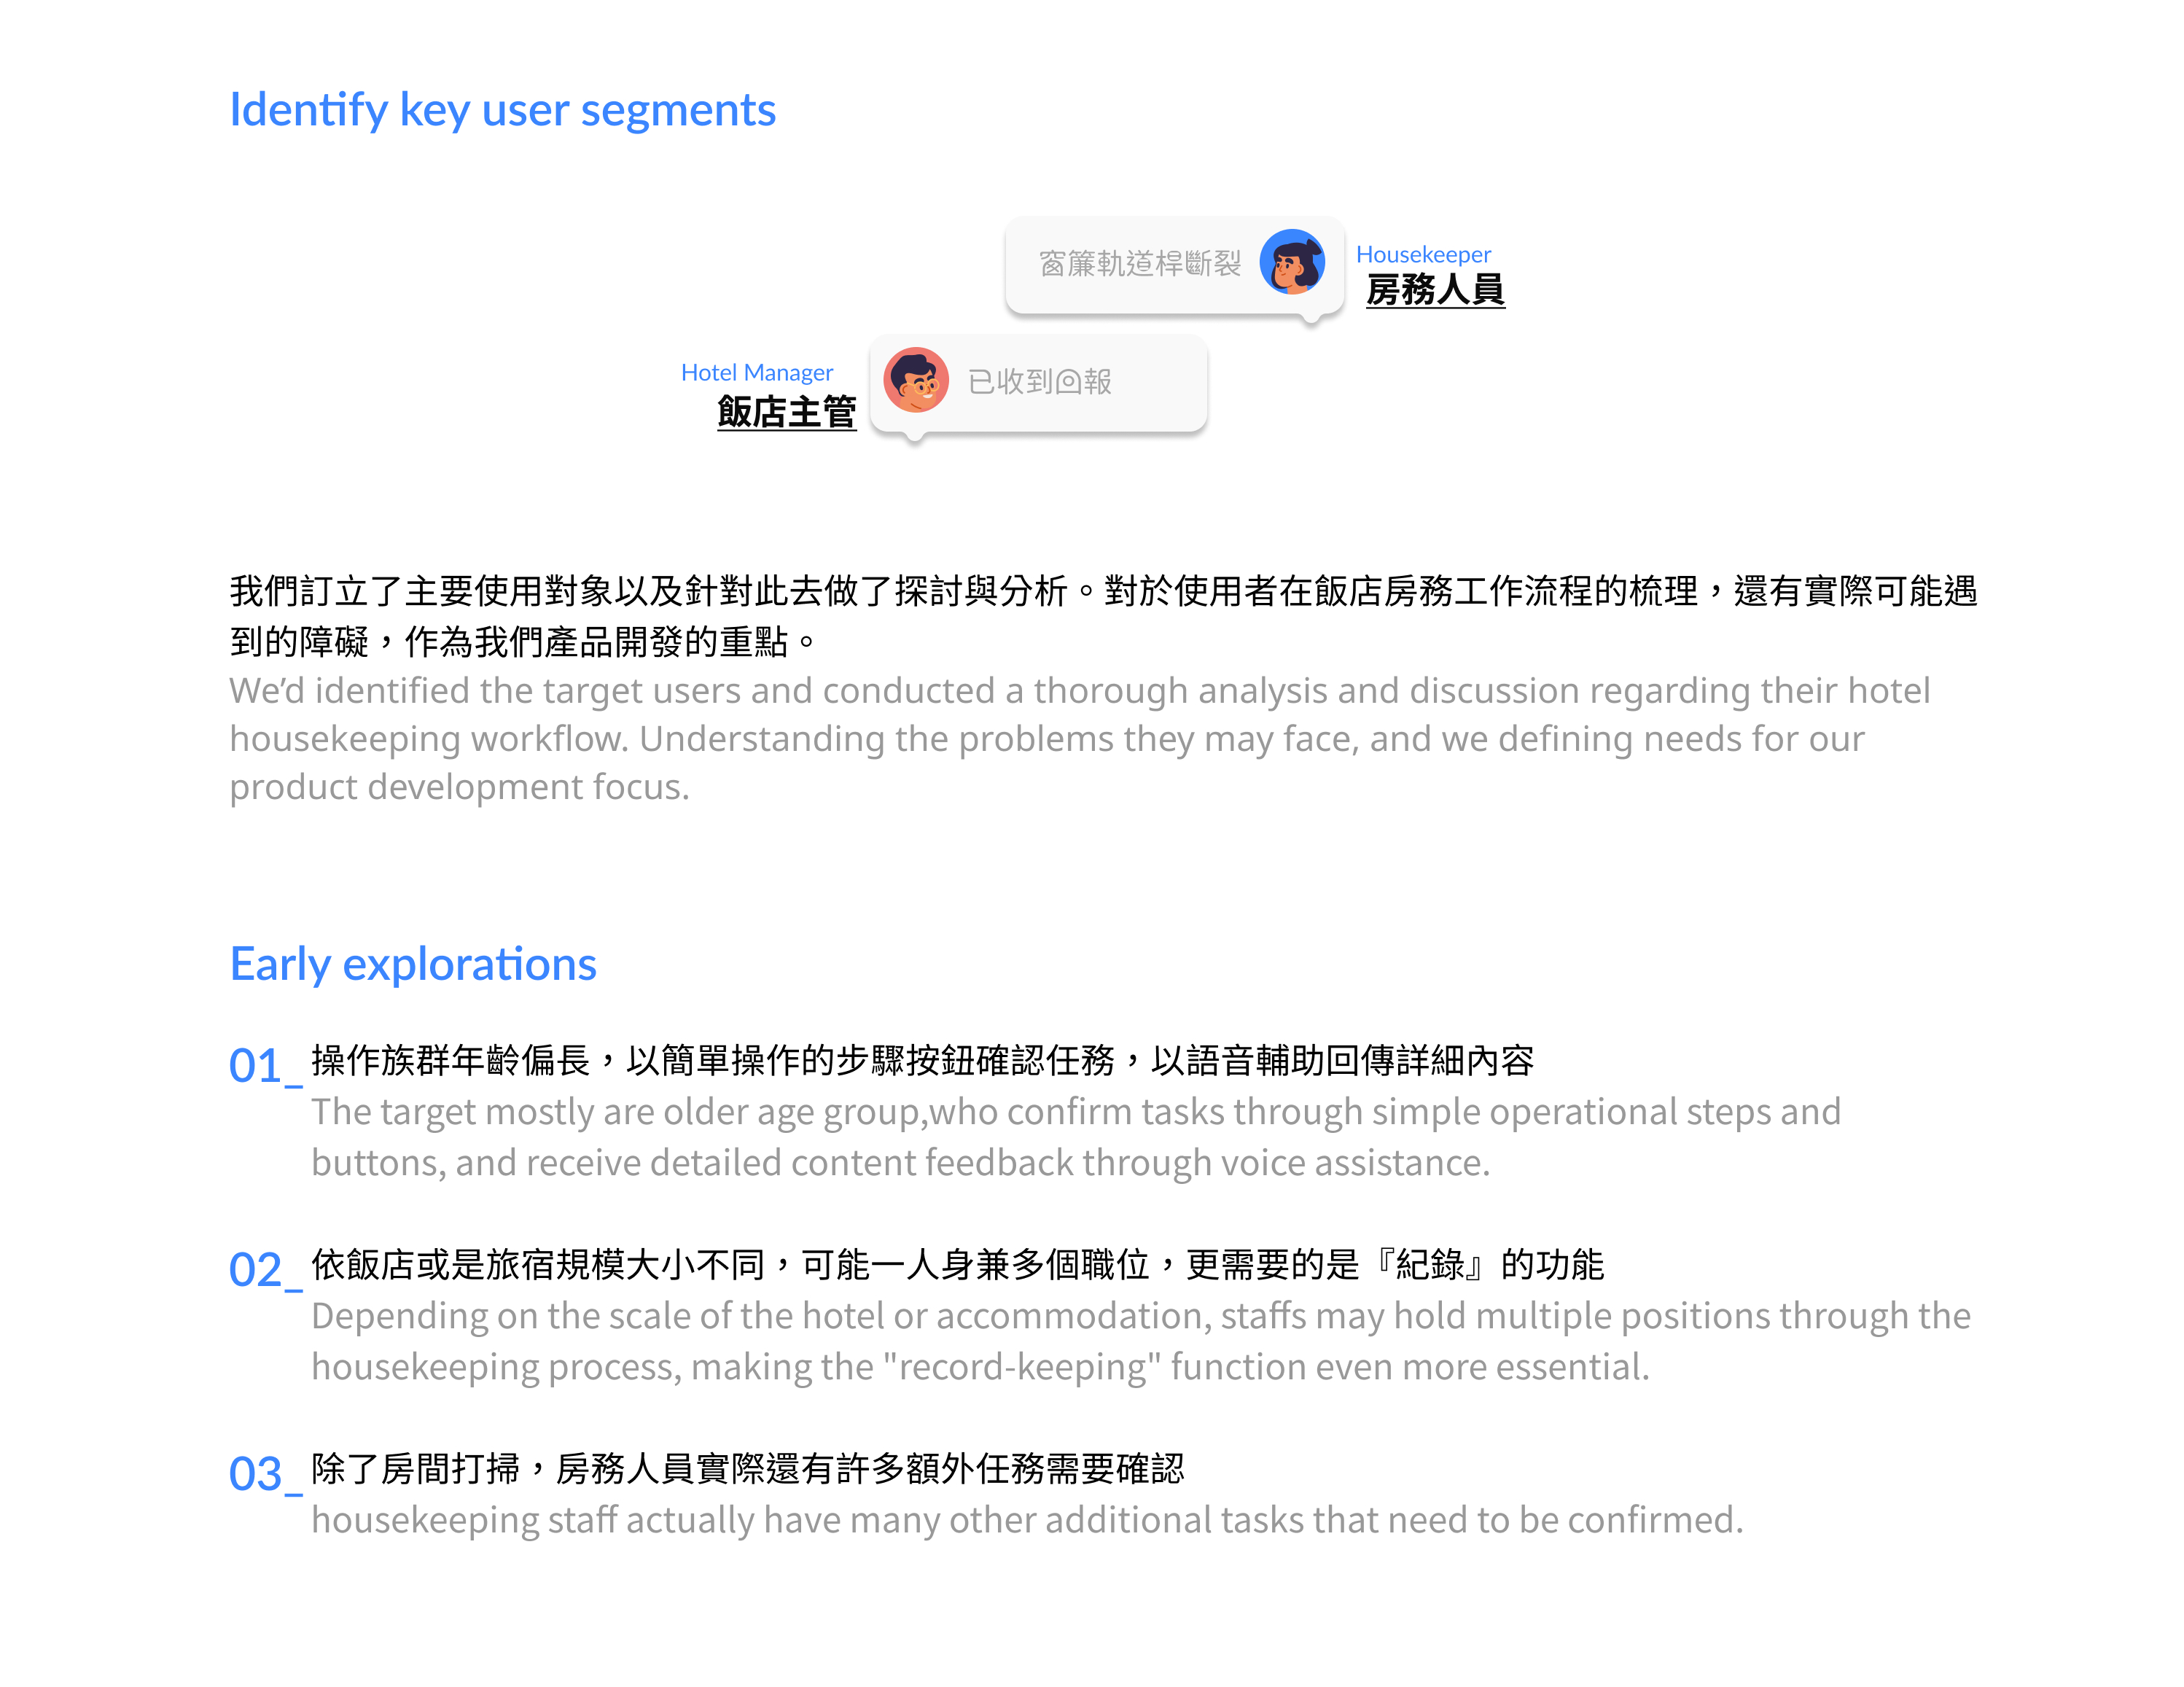 Identify key user segments
窗簾軌道桿斷裂
Housekeeper
房務人員
Hotel Manager
飯店主管
已收到回報
我們訂立了主要使用對象以及針對此去做了探討與分析。對於使用者在飯店房務工作流程的梳理，還有實際可能遇
到的障礙，作為我們產品開發的重點。
We’d identified the target users and conducted a thorough analysis and discussion regarding their hotel
housekeeping workflow. Understanding the problems they may face, and we defining needs for our
product development focus.
Early explorations
01_ 操作族群年齡偏長，以簡單操作的步驟按鈕確認任務，以語音輔助回傳詳細內容
The target mostly are older age group,who confirm tasks through simple operational steps and
buttons, and receive detailed content feedback through voice assistance.
02_ 依飯店或是旅宿規模大小不同，可能一人身兼多個職位，更需要的是『紀錄』的功能
Depending on the scale of the hotel or accommodation, staffs may hold multiple positions through the
housekeeping process, making the "record-keeping" function even more essential.
03_ 除了房間打掃，房務人員實際還有許多額外任務需要確認
housekeeping staff actually have many other additional tasks that need to be confirmed.